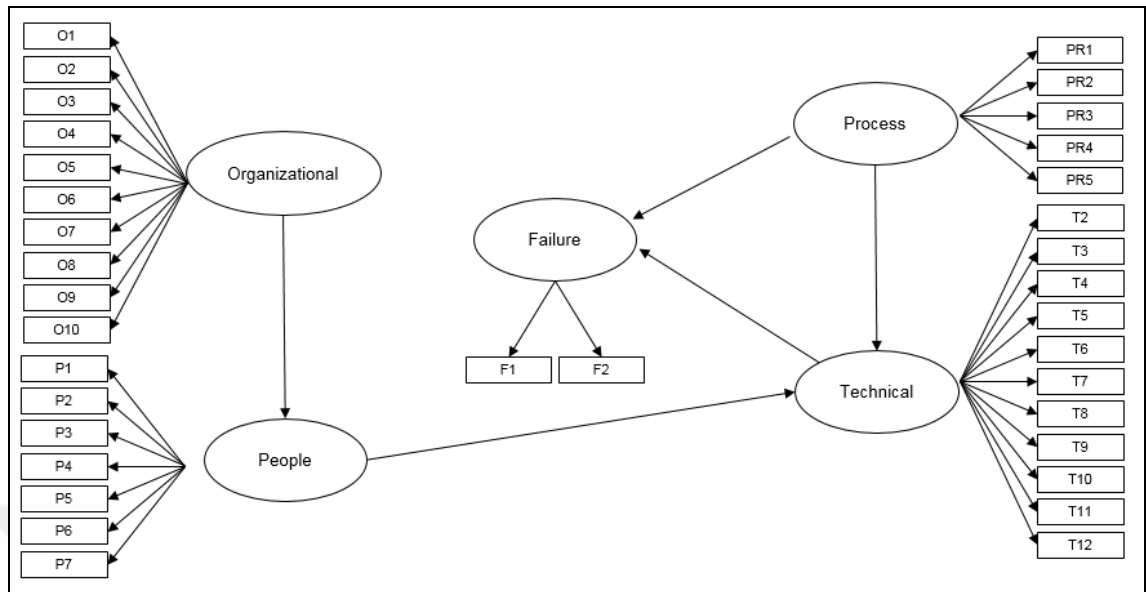 O1
O2
O3
O4
O5
O6
O7
O8
O9
O10
Organizational
P1
P2
P3
P4
P5
P6
P7
People
Failure
F1
F2
Process
Technical
PR1
PR2
PR3
PR4
PR5
T2
T3
T4
T5
T6
T7
T8
T9
T10
T11
T12